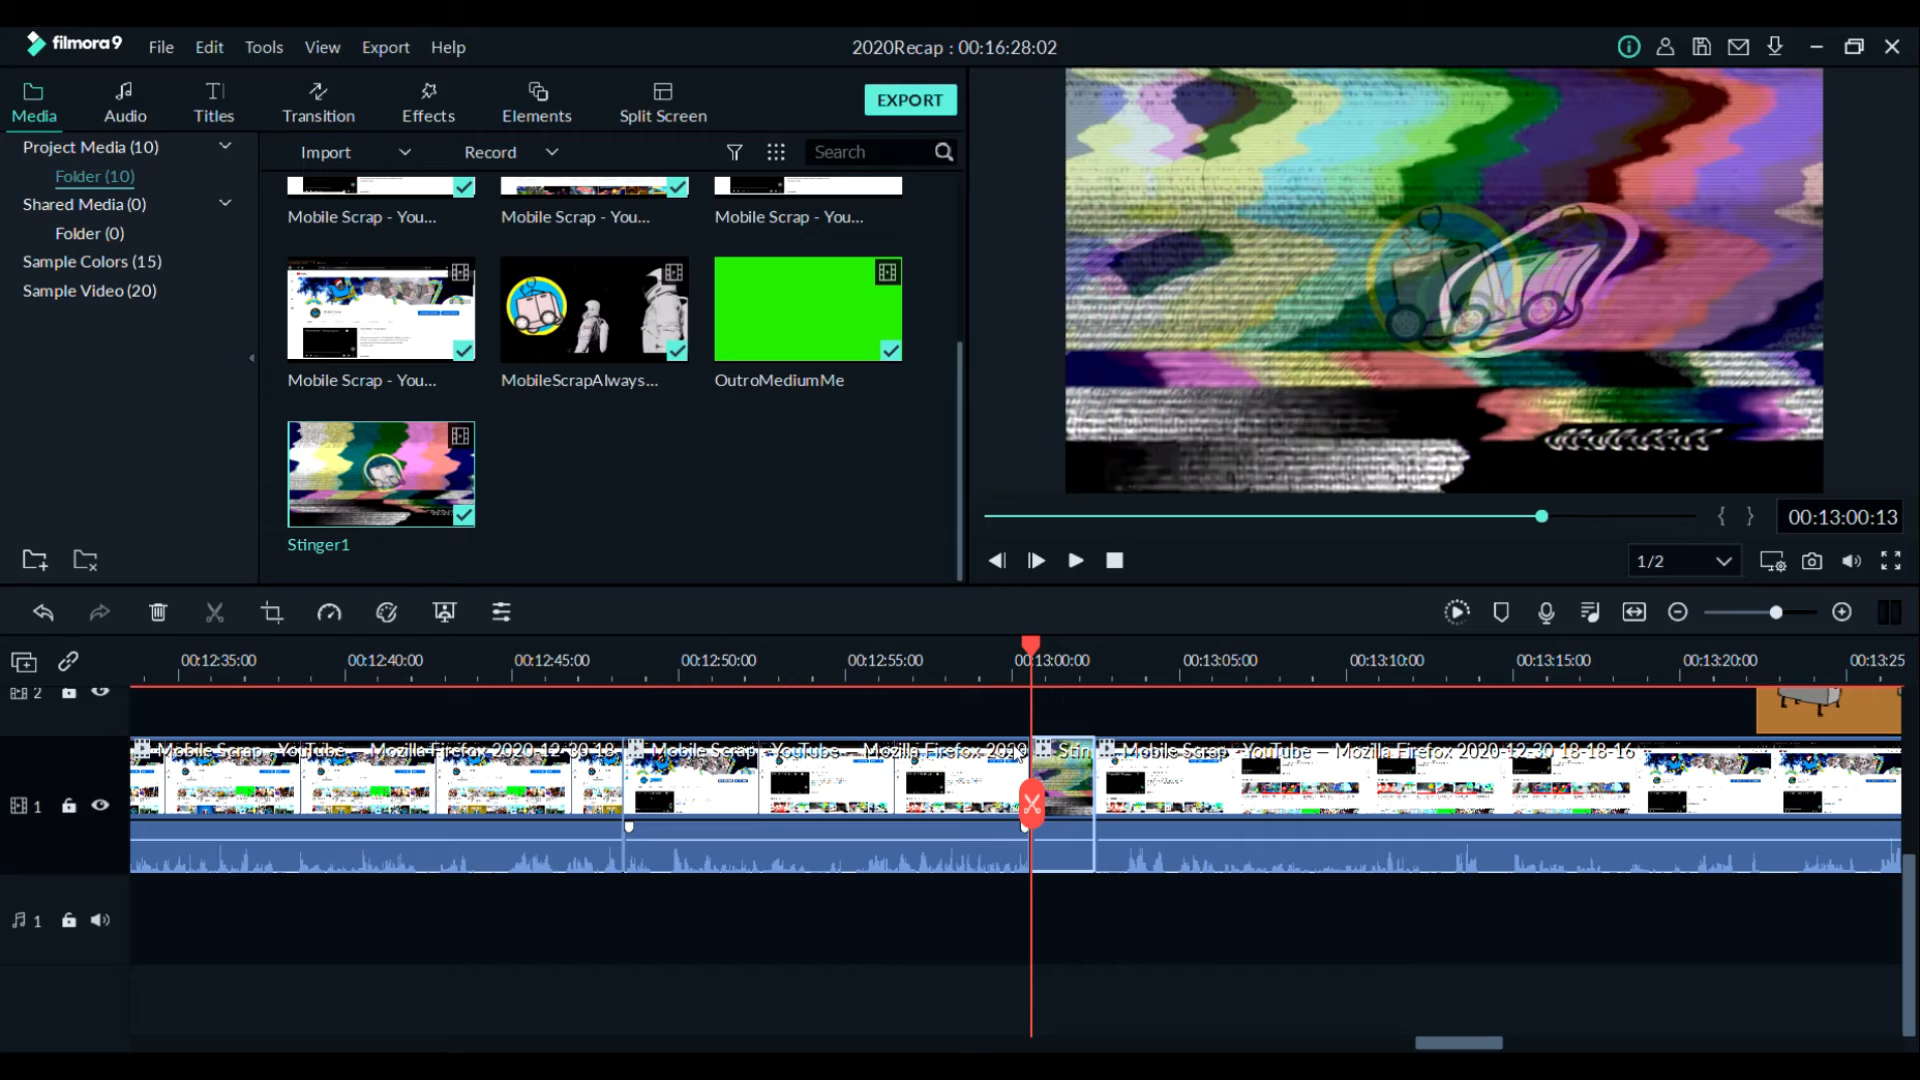 filmora9 File Edit Tools View Export Help 2020Recap : 00:16:28:02
Media Audio Titles Transition Effects Elements Split Screen EXPORT
Project Media (10)
Folder (10)
Shared Media (0)
Folder (0)
Sample Colors (15)
Sample Video (20)
Import Record Search
Mobile Scrap - You... Mobile Scrap - You... Mobile Scrap - You...
Mobile Scrap - You... MobileScrapAlways... OutroMediumMe
Stinger1
{ } 00:13:00:13
1/2
00:12:35:00 00:12:40:00 00:12:45:00 00:12:50:00 00:12:55:00 00:13:00:00 00:13:05:00 00:13:10:00 00:13:15:00 00:13:20:00 00:13:25
2
Mobile Scrap - YouTube — Mozilla Firefox 2020-12-30 18- Mobile Scrap - YouTube — Mozilla Firefox 2020 Stin Mobile Scrap - YouTube — Mozilla Firefox 2020-12-30 18-18-16
1
1